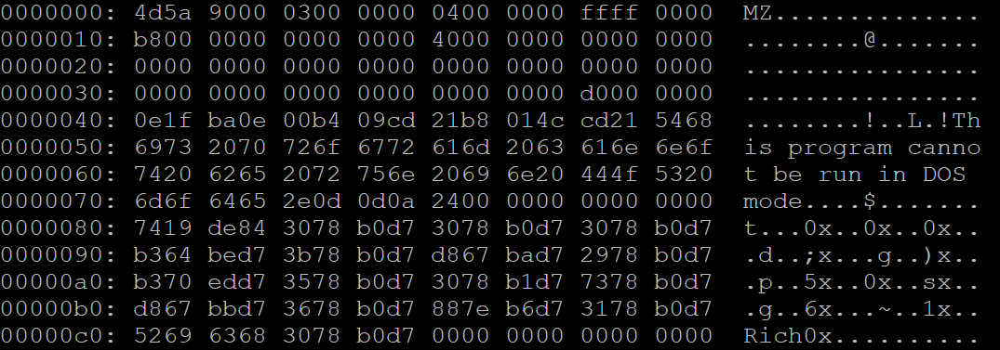 0000000: 4d5a 9000 0300 0000 0400 0000 ffff 0000 MZ..............
0000010: b800 0000 0000 0000 4000 0000 0000 0000 ........@.......
0000020: 0000 0000 0000 0000 0000 0000 0000 0000 ................
0000030: 0000 0000 0000 0000 0000 0000 d000 0000 ................
0000040: 0e1f ba0e 00b4 09cd 21b8 014c cd21 5468 ........!..L.!Th
0000050: 6973 2070 726f 6772 616d 2063 616e 6e6f is program canno
0000060: 7420 6265 2072 756e 2069 6e20 444f 5320 t be run in DOS
0000070: 6d6f 6465 2e0d 0d0a 2400 0000 0000 0000 mode....$.......
0000080: 7419 de84 3078 b0d7 3078 b0d7 3078 b0d7 t...0x..0x..0x..
0000090: b364 bed7 3b78 b0d7 d867 bad7 2978 b0d7 .d..;x...g..)x..
00000a0: b370 edd7 3578 b0d7 3078 b1d7 7378 b0d7 .p..5x..0x..sx..
00000b0: d867 bbd7 3678 b0d7 887e b6d7 3178 b0d7 .g..6x...~..1x..
00000c0: 5269 6368 3078 b0d7 0000 0000 0000 0000 Rich0x..........